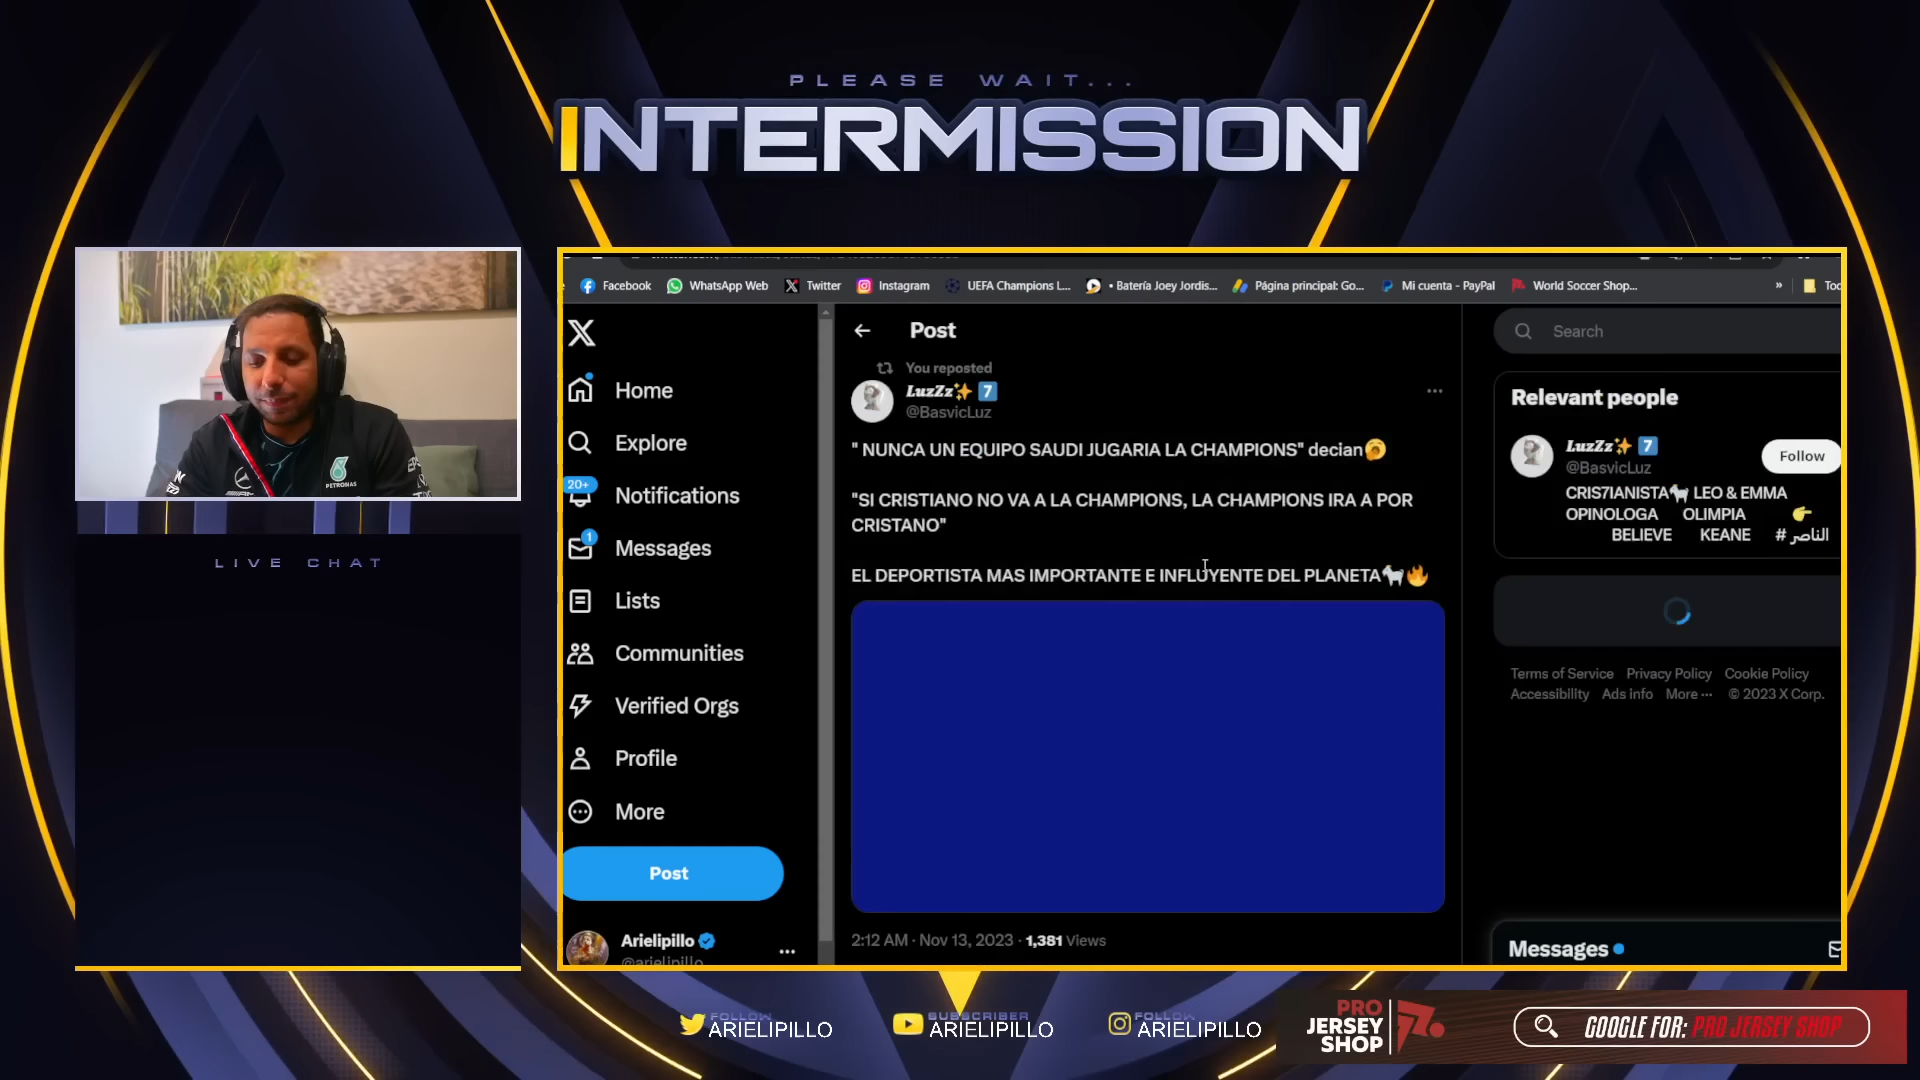 PLEASE WAIT...
INTERMISSION
Facebook
WhatsApp Web
Twitter
Instagram
UEFA Champions L...
• Batería Joey Jordis...
Página principal: Go...
Mi cuenta - PayPal
World Soccer Shop...
»
Home
Explore
20+
Notifications
1
Messages
Lists
Communities
Verified Orgs
Profile
More
Post
Arielipillo
@arielipillo
Post
You reposted
LuzZz✨ 7️⃣
@BasvicLuz
" NUNCA UN EQUIPO SAUDI JUGARIA LA CHAMPIONS" decian🥱
"SI CRISTIANO NO VA A LA CHAMPIONS, LA CHAMPIONS IRA A POR
CRISTANO"
EL DEPORTISTA MAS IMPORTANTE E INFLUYENTE DEL PLANETA🐐🔥
2:12 AM · Nov 13, 2023 · 1,381 Views
Search
Relevant people
LuzZz✨ 7️⃣
@BasvicLuz
Follow
CRIS7IANISTA🐐 LEO & EMMA
OPINOLOGA OLIMPIA 👉
BELIEVE KEANE # الناصر
Terms of Service Privacy Policy Cookie Policy
Accessibility Ads info More ··· © 2023 X Corp.
Messages
PETRONAS
LIVE CHAT
FOLLOW
ARIELIPILLO
SUBSCRIBER
ARIELIPILLO
FOLLOW
ARIELIPILLO
PRO
JERSEY
SHOP
GOOGLE FOR: PRO JERSEY SHOP